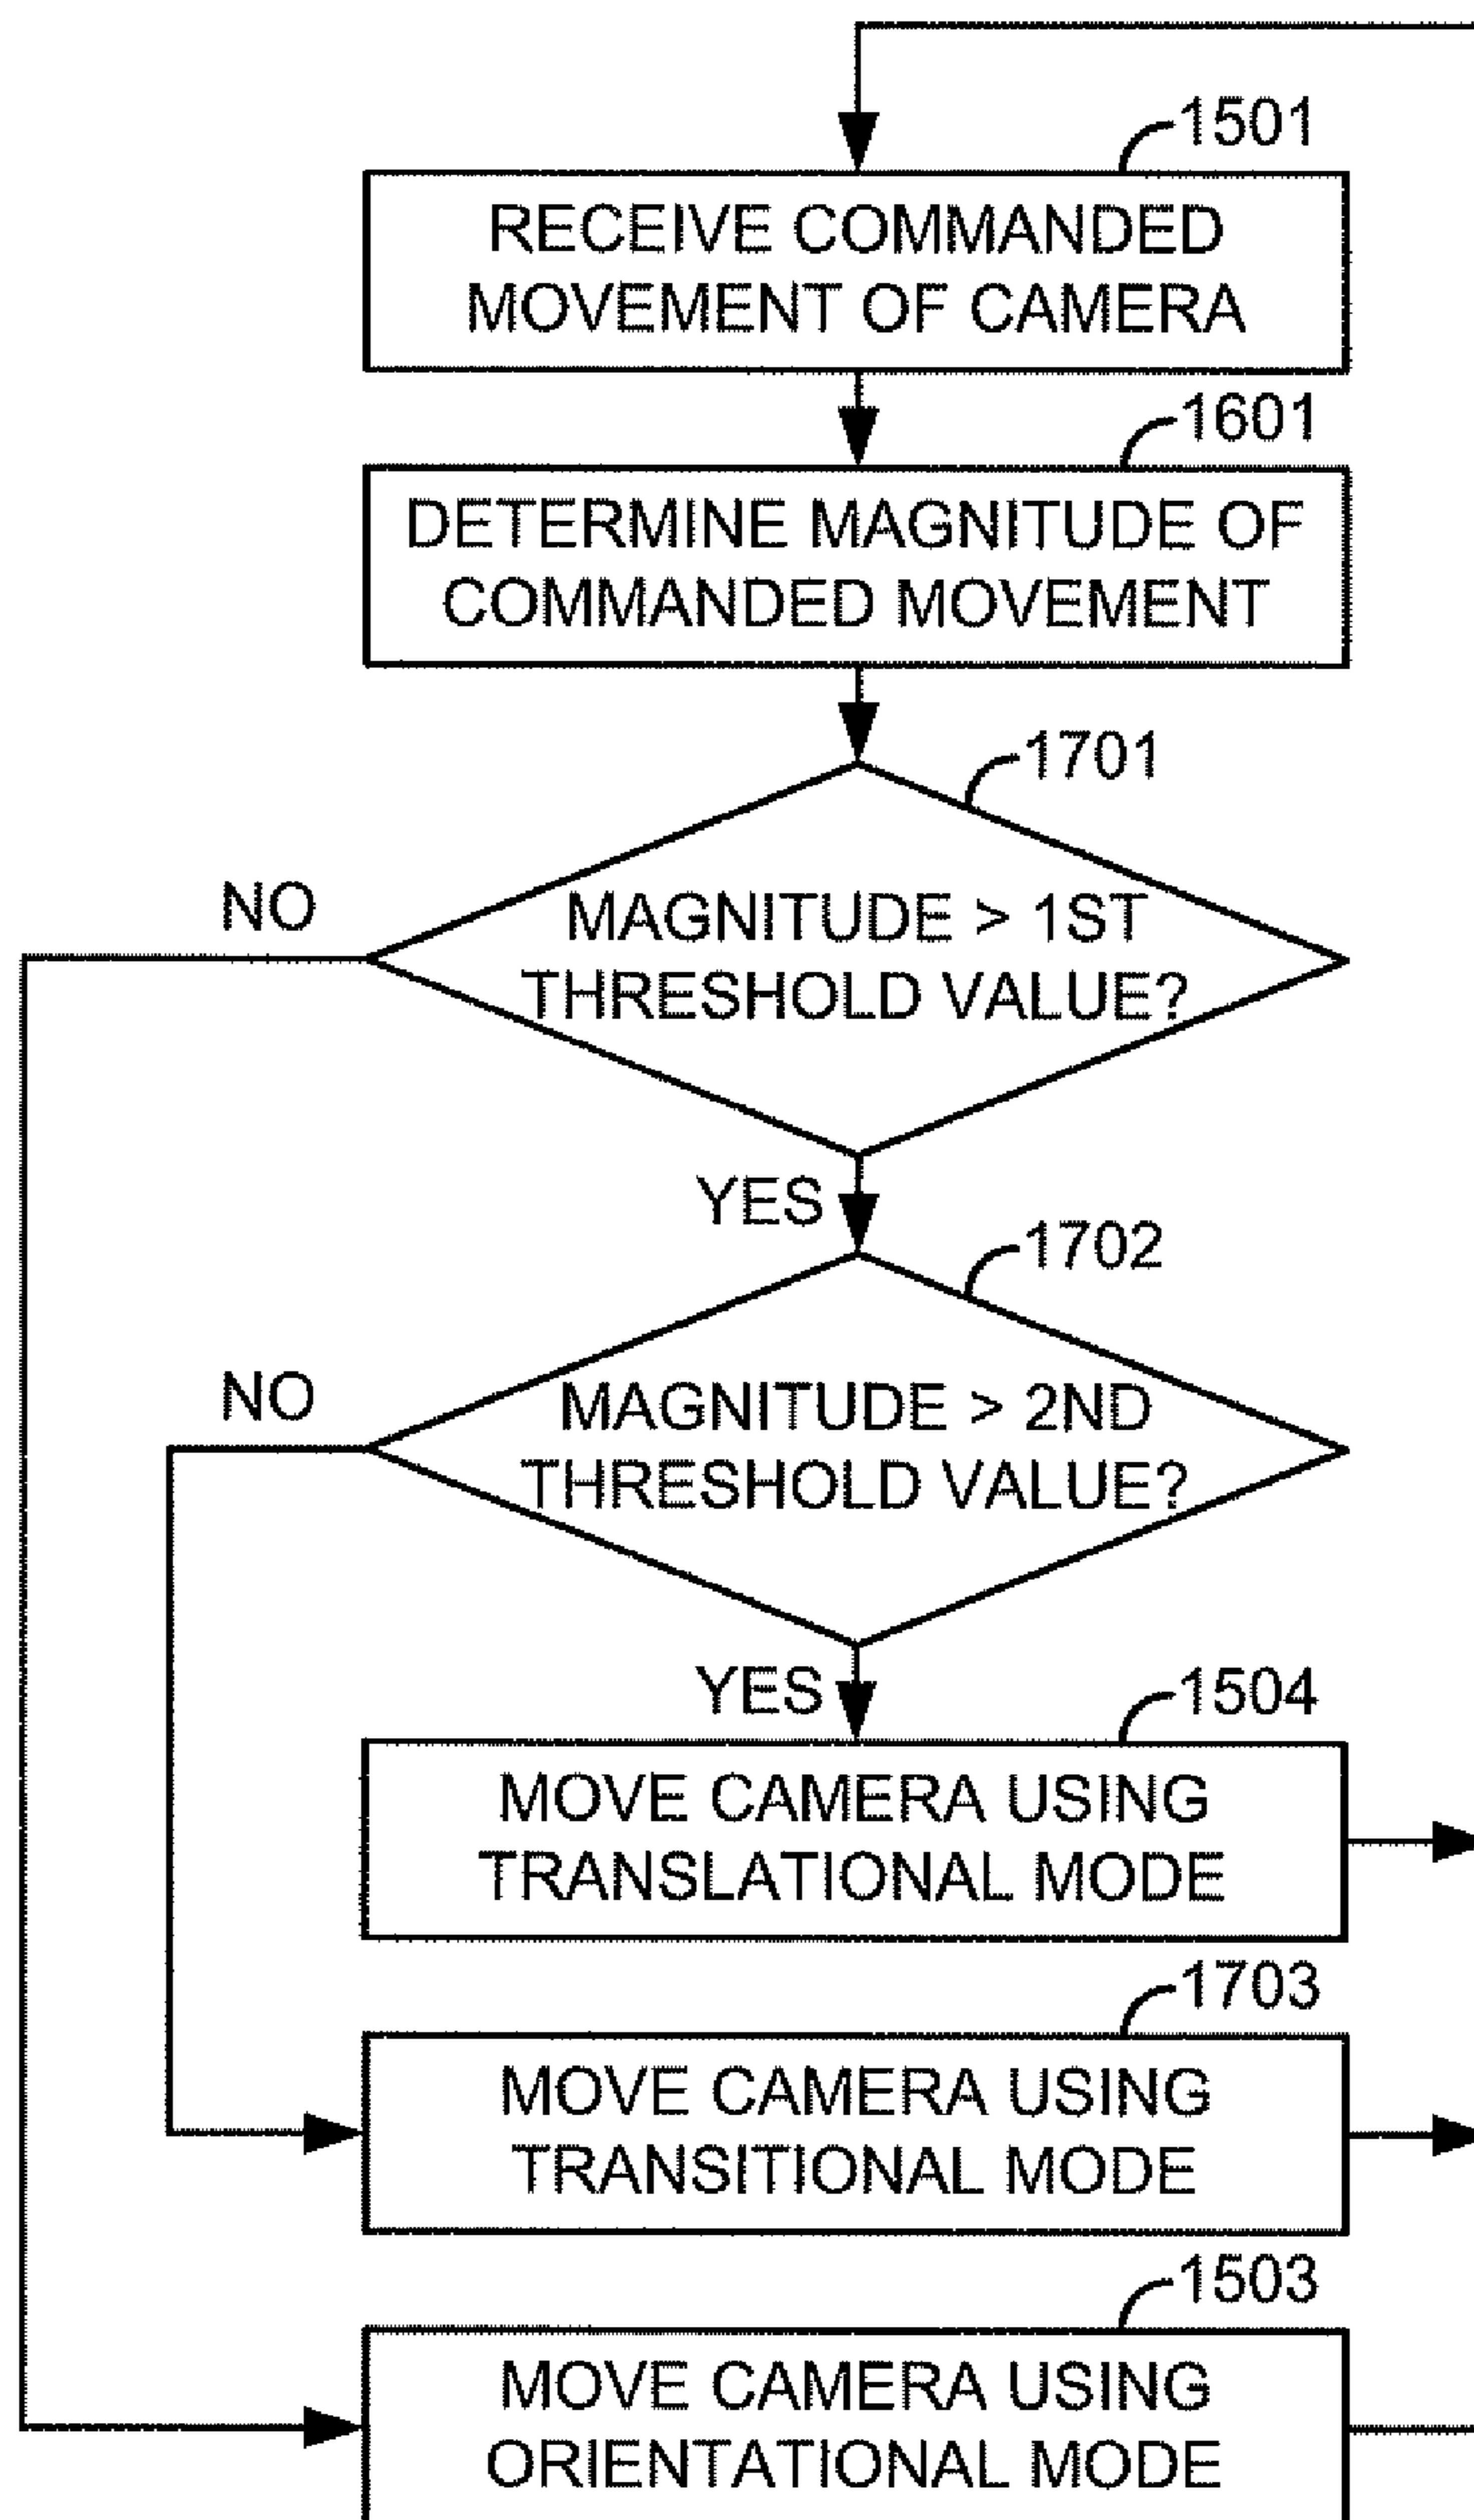 1501
RECEIVE COMMANDED
MOVEMENT OF CAMERA
1601
DETERMINE MAGNITUDE OF
COMMANDED MOVEMENT
1701
NO
MAGNITUDE > 1ST
THRESHOLD VALUE?
YES
1702
NO
MAGNITUDE > 2ND
THRESHOLD VALUE?
YES
1504
MOVE CAMERA USING
TRANSLATIONAL MODE
1703
MOVE CAMERA USING
TRANSITIONAL MODE
1503
MOVE CAMERA USING
ORIENTATIONAL MODE